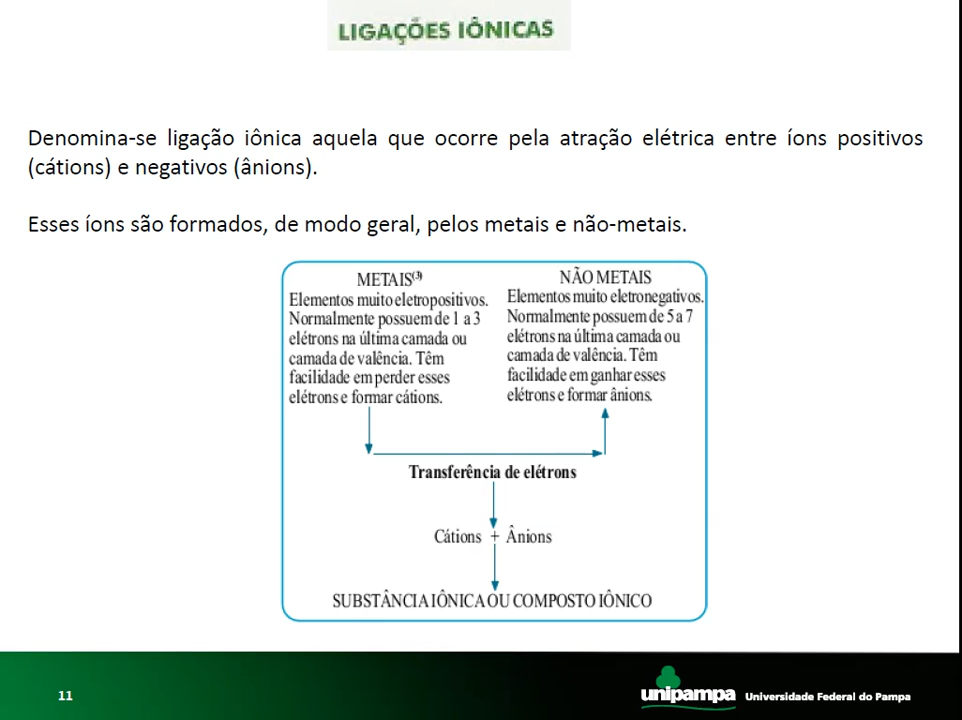 LIGAÇÕES IÔNICAS
Denomina-se ligação iônica aquela que ocorre pela atração elétrica entre íons positivos
(cátions) e negativos (ânions).
Esses íons são formados, de modo geral, pelos metais e não-metais.
METAIS(3)
Elementos muito eletropositivos.
Normalmente possuem de 1 a 3
elétrons na última camada ou
camada de valência. Têm
facilidade em perder esses
elétrons e formar cátions.
NÃO METAIS
Elementos muito eletronegativos.
Normalmente possuem de 5 a 7
elétrons na última camada ou
camada de valência. Têm
facilidade em ganhar esses
elétrons e formar ânions.
Transferência de elétrons
Cátions + Ânions
SUBSTÂNCIA IÔNICA OU COMPOSTO IÔNICO
11
unipampa
Universidade Federal do Pampa